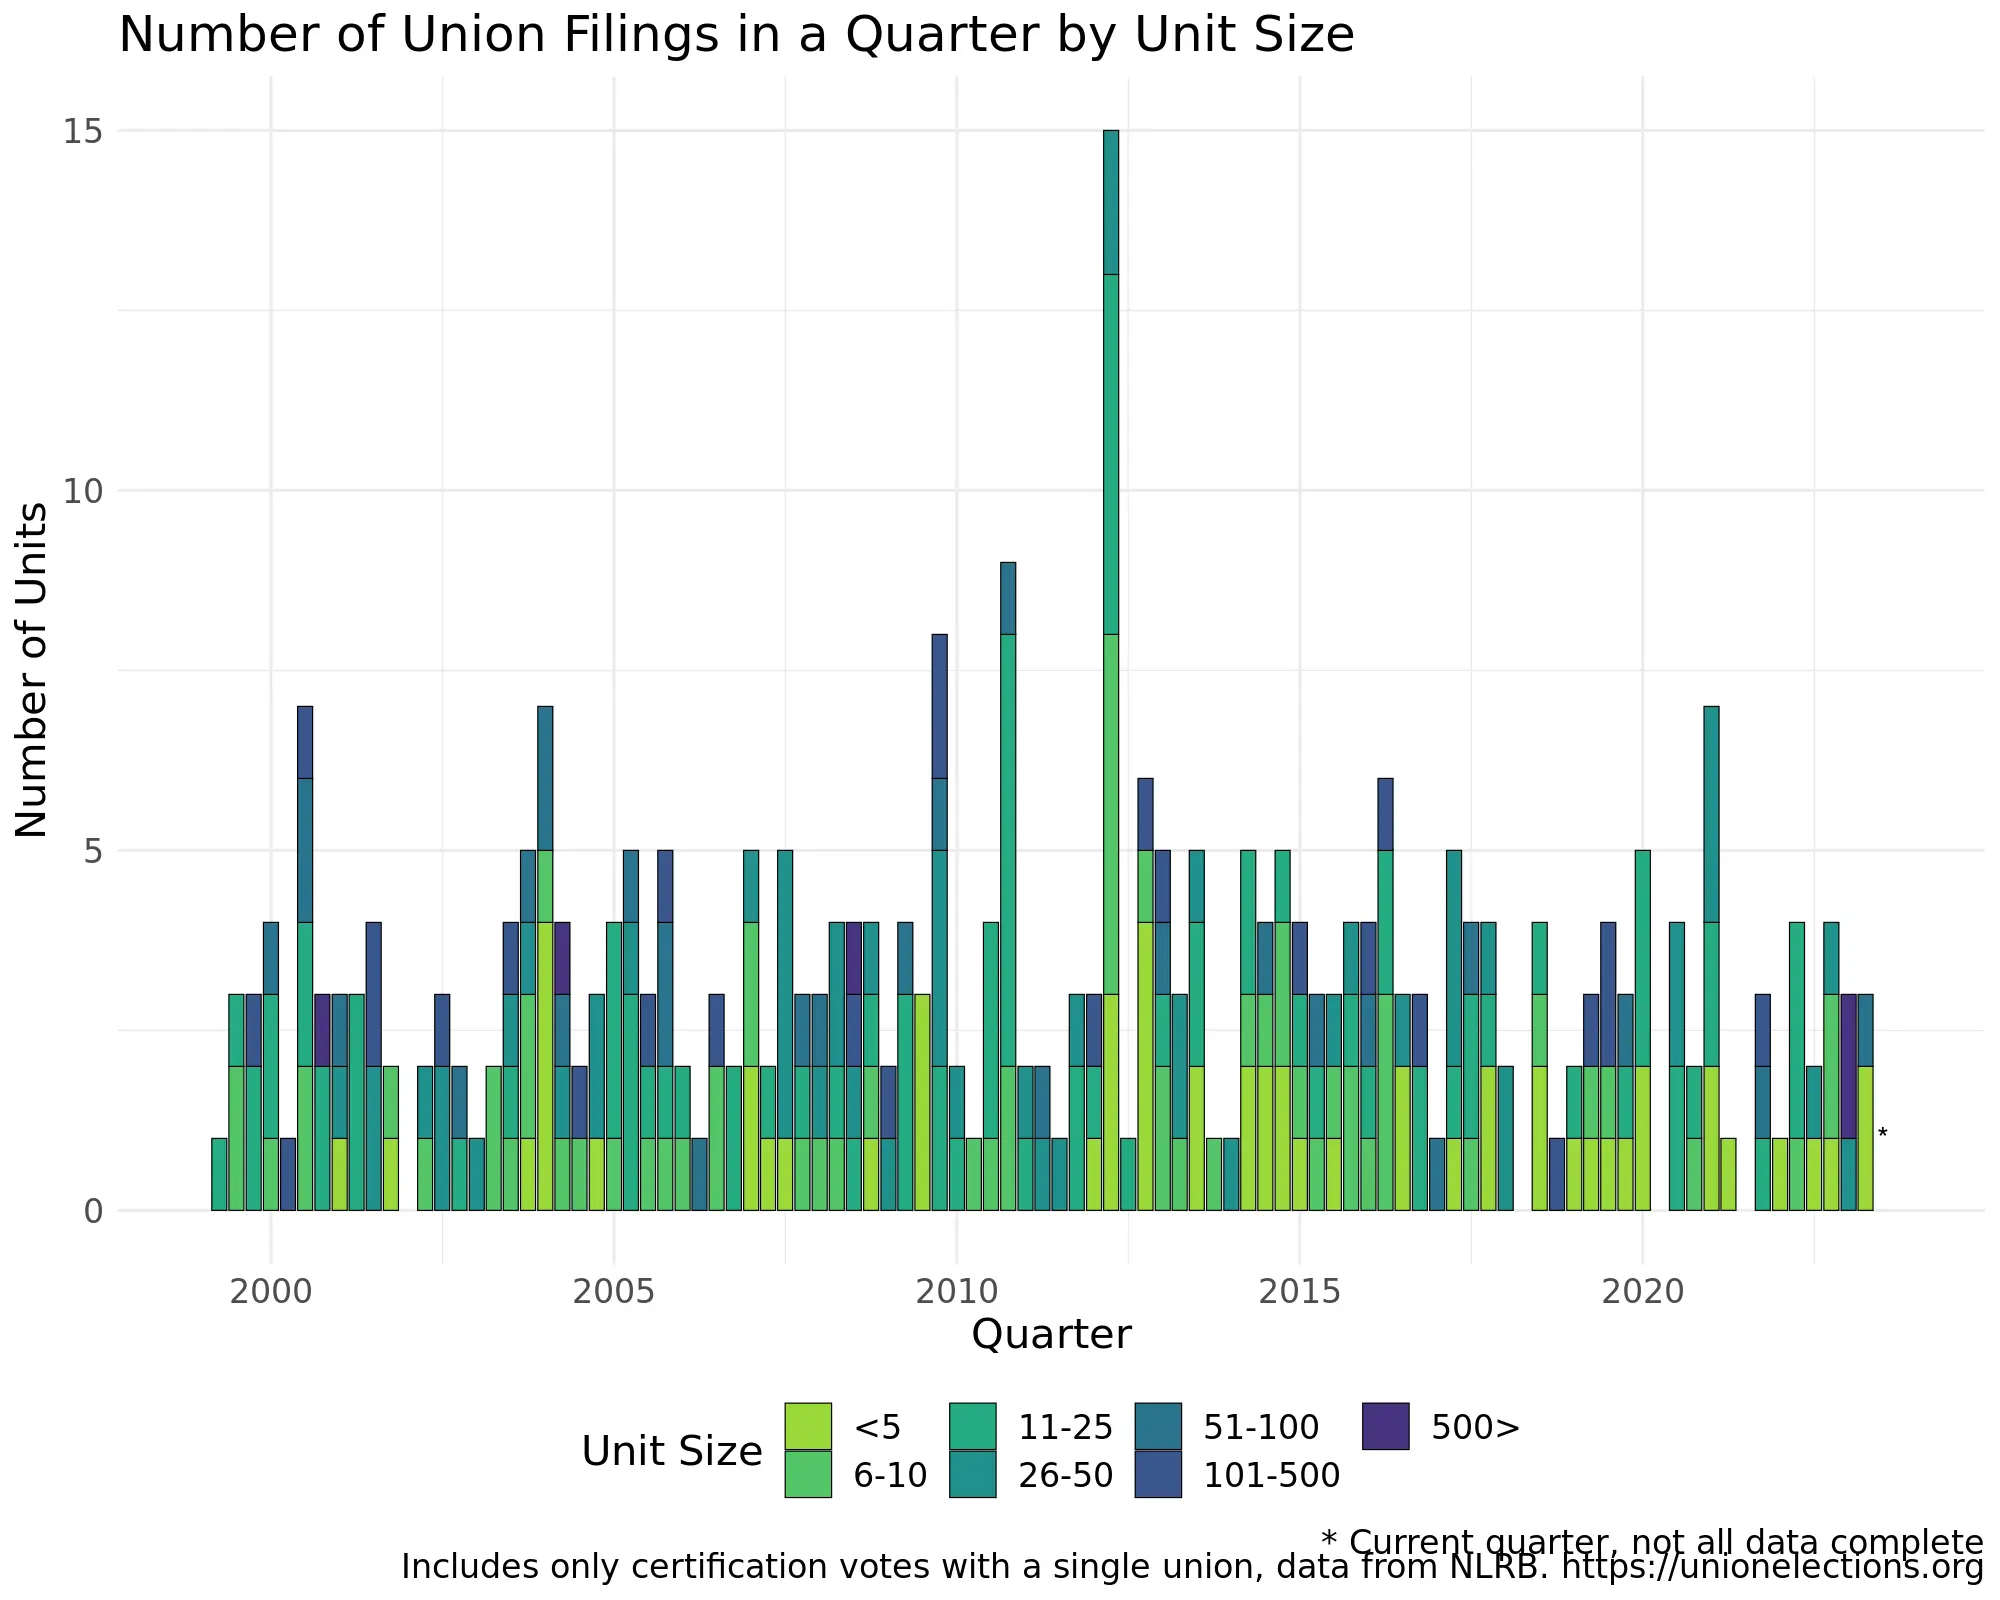 Number of Union Filings in a Quarter by Unit Size
Number of Units
15
10
5
0
*
2000 2005 2010 2015 2020
Quarter
Unit Size
<5 11-25 51-100 500>
6-10 26-50 101-500
* Current quarter, not all data complete
Includes only certification votes with a single union, data from NLRB. https://unionelections.org